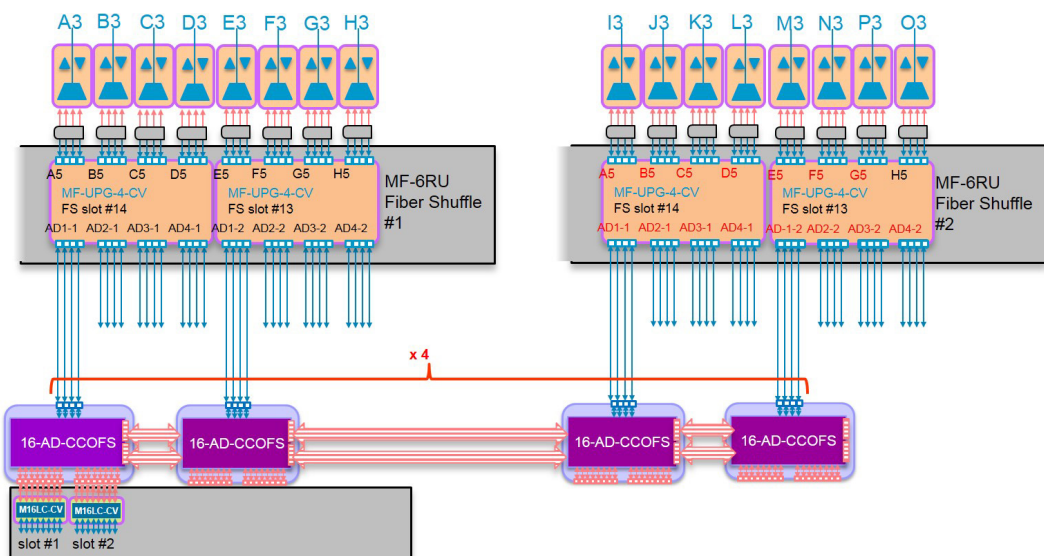 A3 B3 C3 D3 E3 F3 G3 H3 I3 J3 K3 L3 M3 N3 P3 O3
A5 B5 C5 D5 E5 F5 G5 H5
MF-UPG-4-CV MF-UPG-4-CV
FS slot #14 FS slot #13
AD1-1 AD2-1 AD3-1 AD4-1 AD1-2 AD2-2 AD3-2 AD4-2
MF-6RU
Fiber Shuffle
#1
A5 B5 C5 D5 E5 F5 G5 H5
MF-UPG-4-CV MF-UPG-4-CV
FS slot #14 FS slot #13
AD1-1 AD2-1 AD3-1 AD4-1 AD-1-2 AD2-2 AD3-2 AD4-2
MF-6RU
Fiber Shuffle
#2
x 4
16-AD-CCOFS 16-AD-CCOFS 16-AD-CCOFS 16-AD-CCOFS
M16LC-CV M16LC-CV
slot #1 slot #2